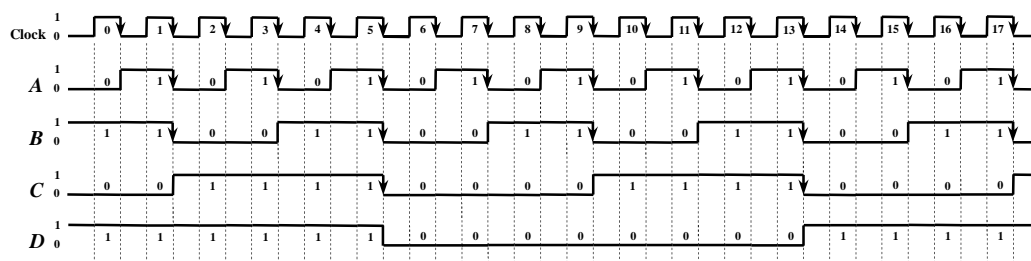 1
Clock 0 0 1 2 3 4 5 6 7 8 9 10 11 12 13 14 15 16 17
1
A 0 0 1 0 1 0 1 0 1 0 1 0 1 0 1 0 1 0 1
1
B 0 1 1 0 0 1 1 0 0 1 1 0 0 1 1 0 0 1 1
1
C 0 0 0 1 1 1 1 0 0 0 0 1 1 1 1 0 0 0 0
1
D 0 1 1 1 1 1 1 0 0 0 0 0 0 0 0 1 1 1 1